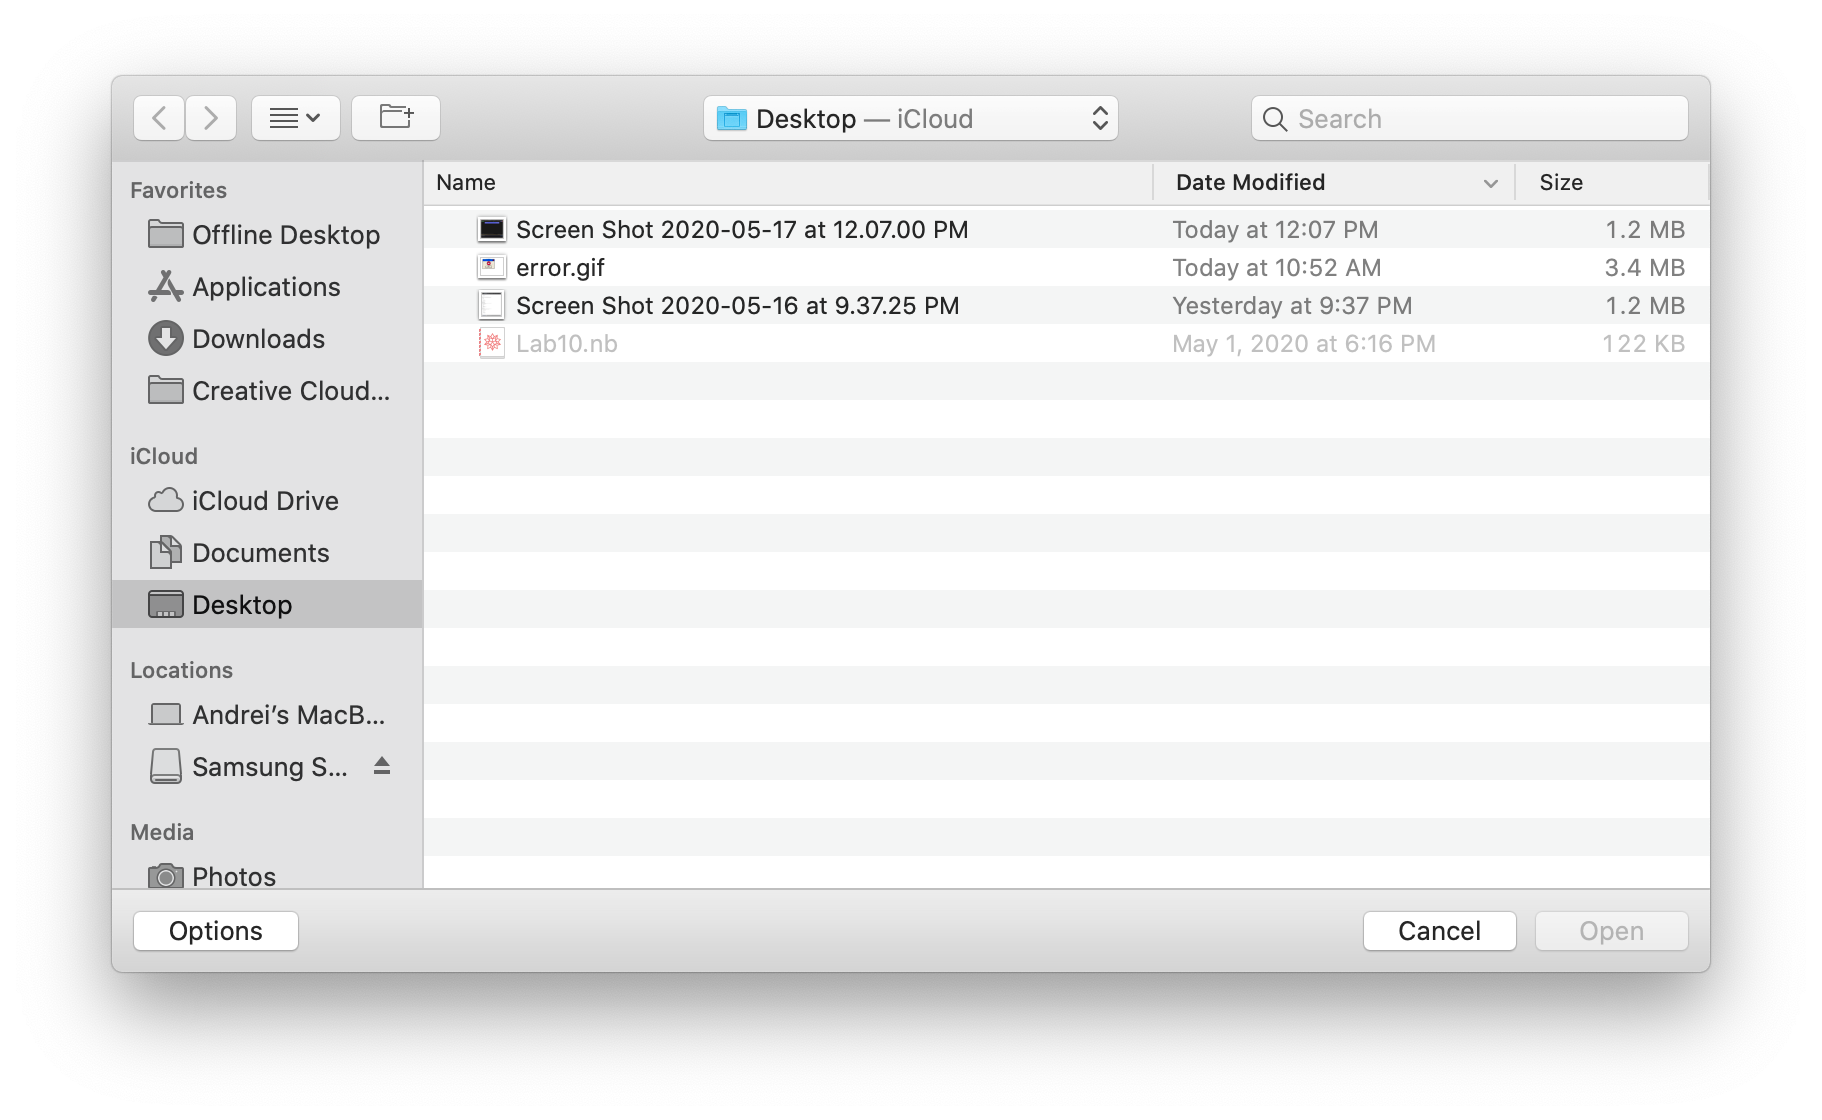 Desktop — iCloud
Search
Favorites
Offline Desktop
Applications
Downloads
Creative Cloud...
iCloud
iCloud Drive
Documents
Desktop
Locations
Andrei’s MacB...
Samsung S...
Media
Photos
Name Date Modified Size
Screen Shot 2020-05-17 at 12.07.00 PM Today at 12:07 PM 1.2 MB
error.gif Today at 10:52 AM 3.4 MB
Screen Shot 2020-05-16 at 9.37.25 PM Yesterday at 9:37 PM 1.2 MB
Lab10.nb May 1, 2020 at 6:16 PM 122 KB
Options Cancel Open